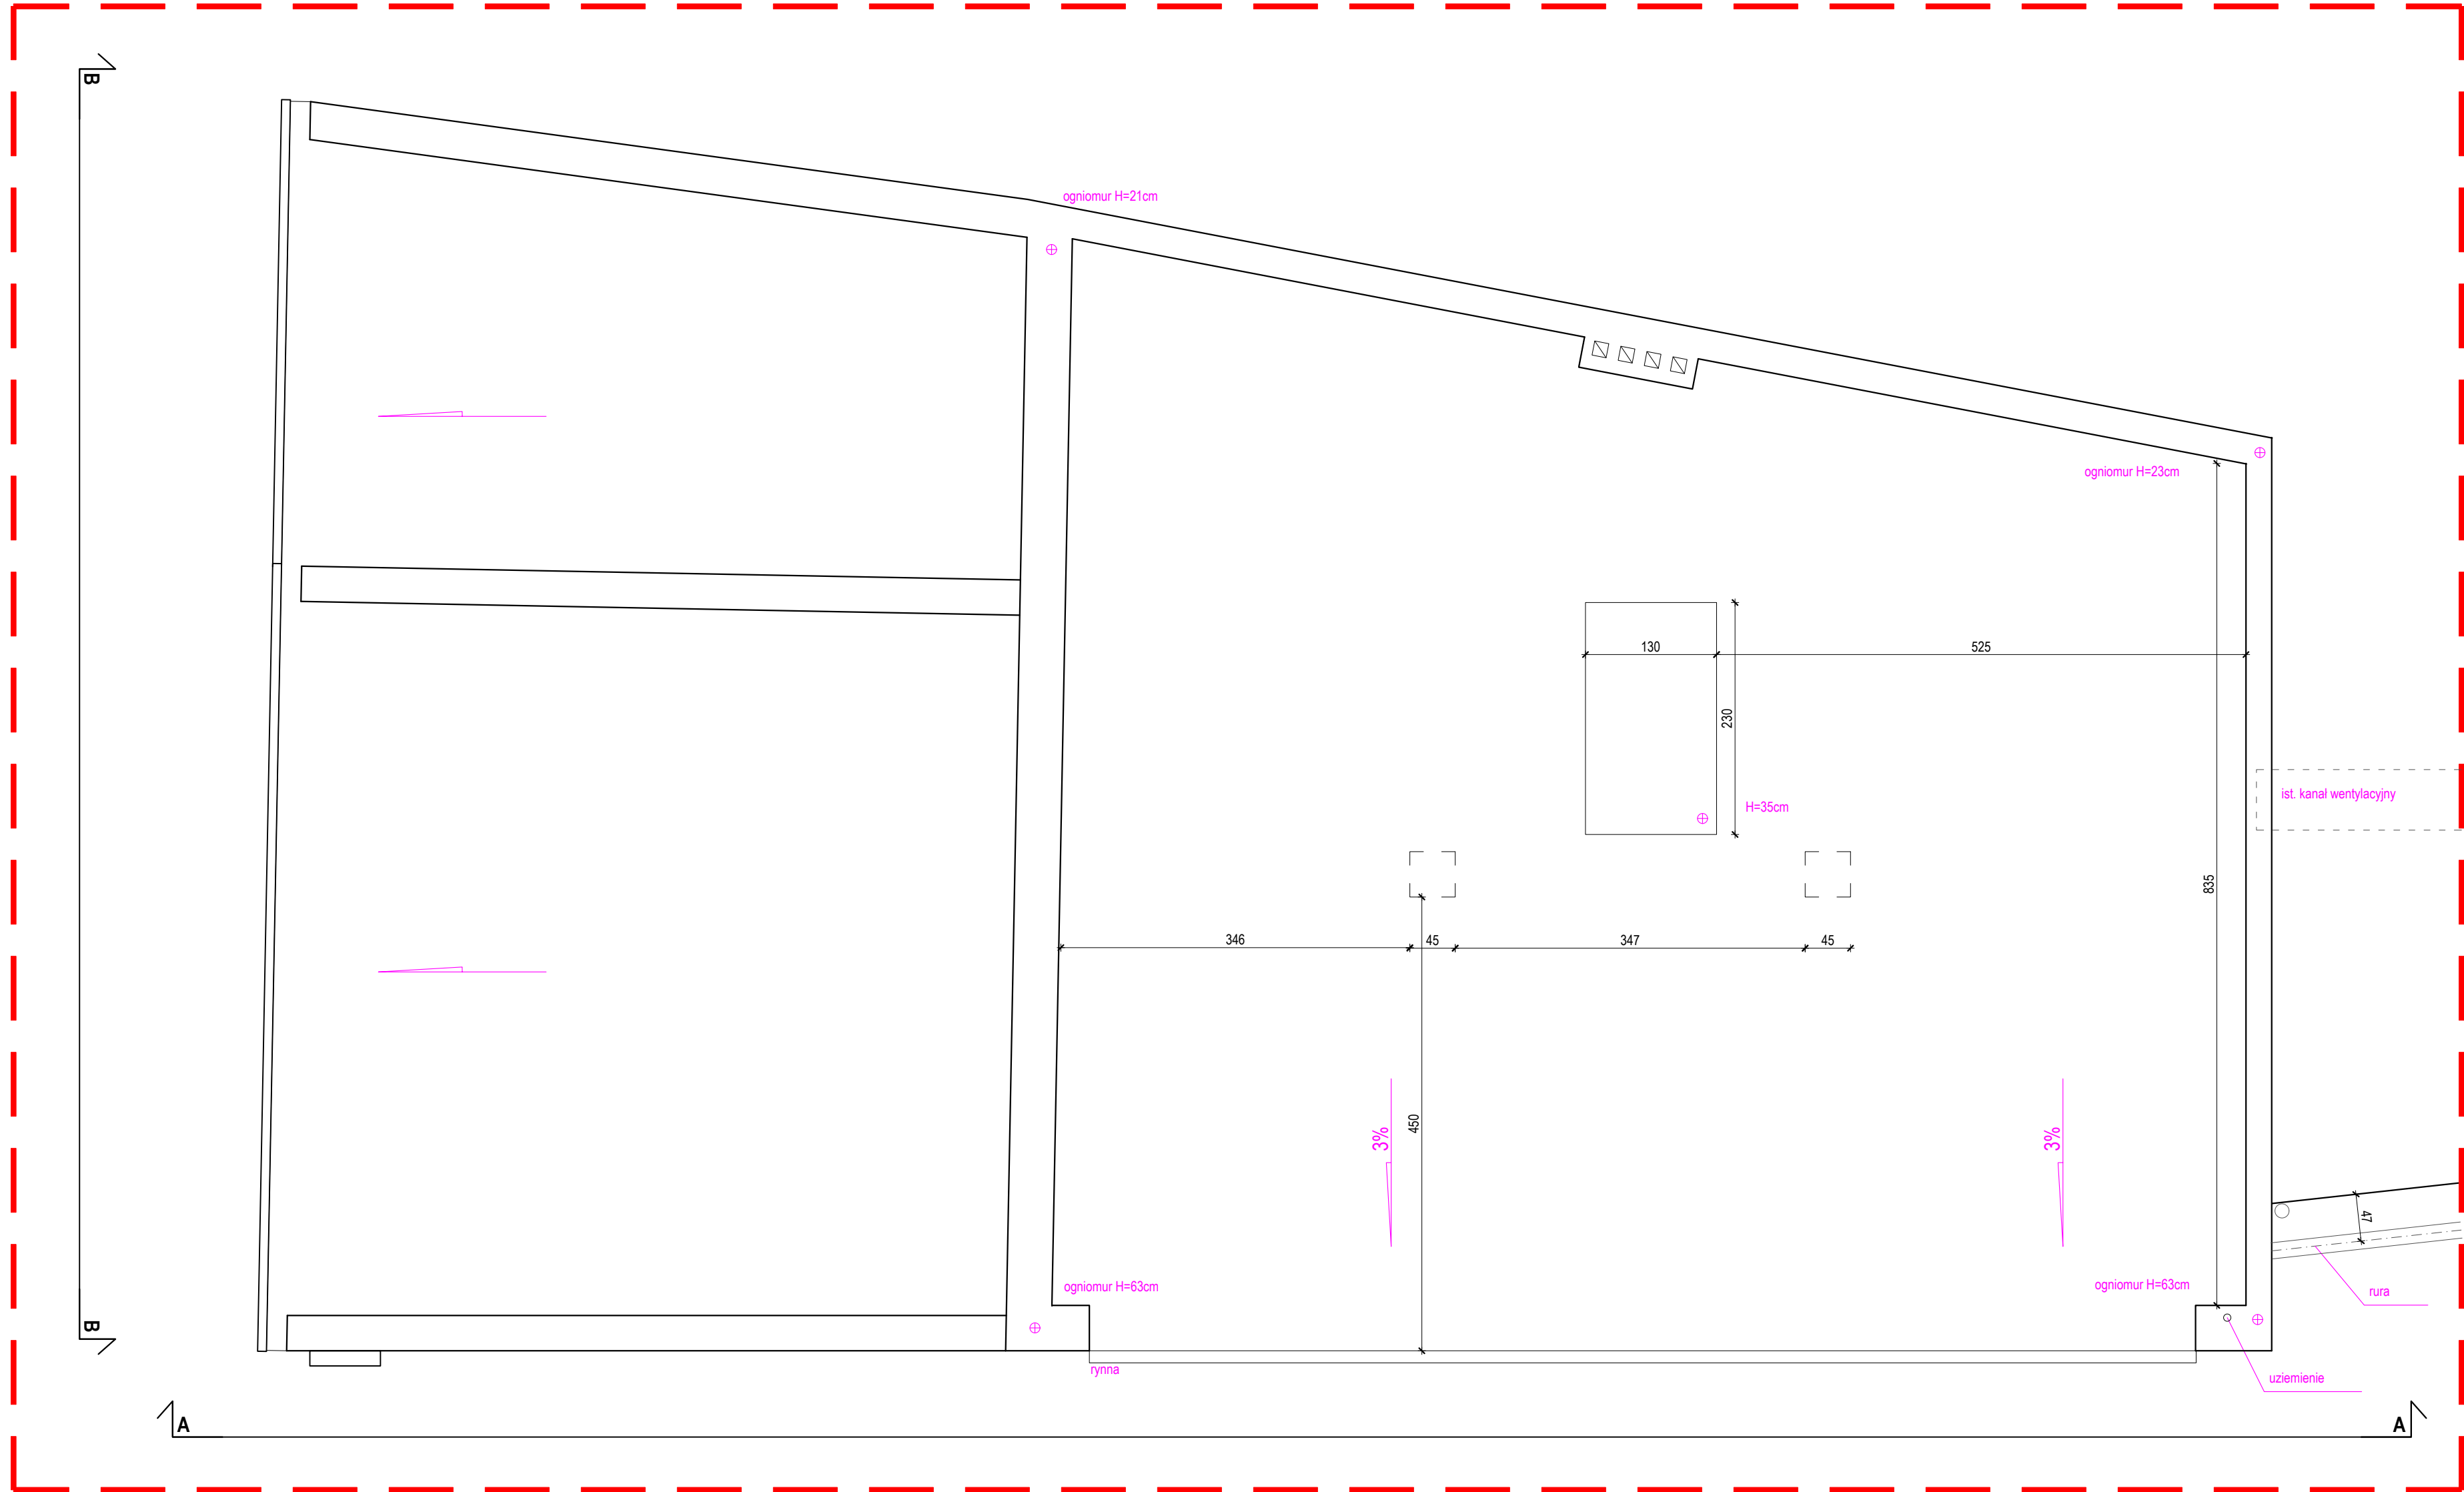 B
ogniomur H=21cm
ogniomur H=23cm
130
525
230
ist. kanał wentylacyjny
H=35cm
835
346
45
347
45
450
3%
3%
47
ogniomur H=63cm
ogniomur H=63cm
rura
B
rynna
uziemienie
A
A